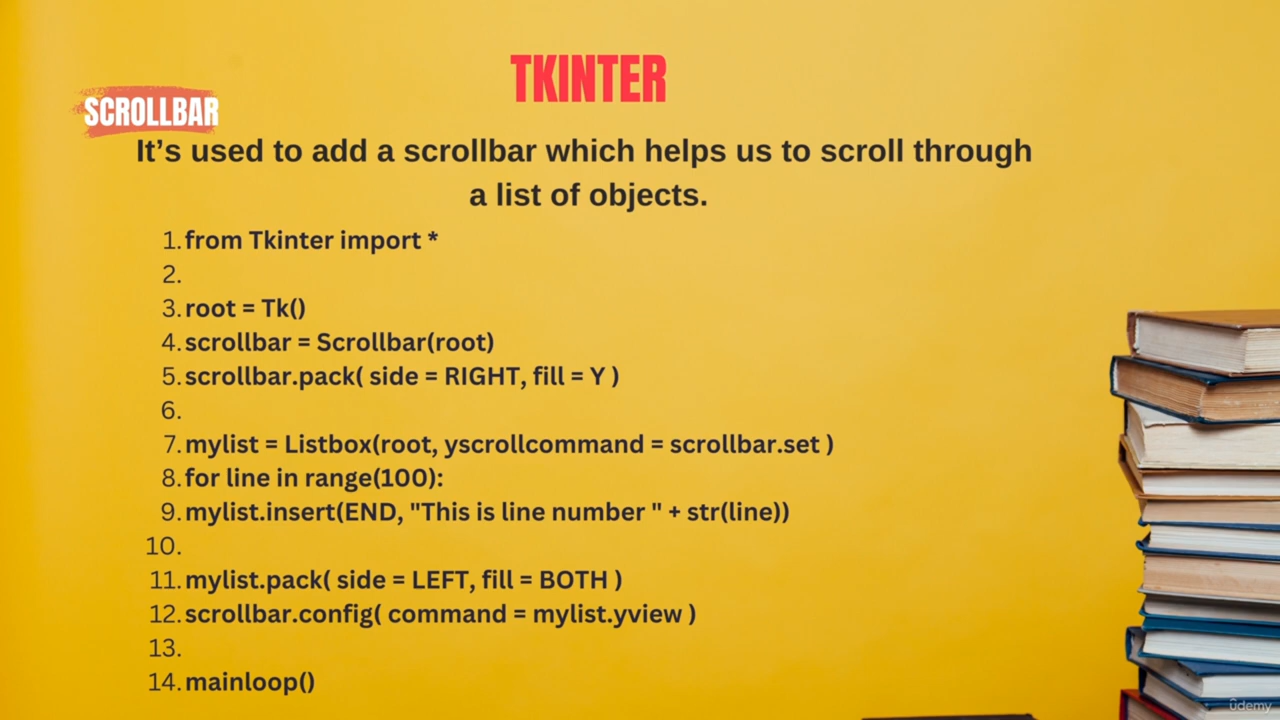 TKINTER
SCROLLBAR
It’s used to add a scrollbar which helps us to scroll through
a list of objects.
1. from Tkinter import *
2.
3. root = Tk()
4. scrollbar = Scrollbar(root)
5. scrollbar.pack( side = RIGHT, fill = Y )
6.
7. mylist = Listbox(root, yscrollcommand = scrollbar.set )
8. for line in range(100):
9. mylist.insert(END, "This is line number " + str(line))
10.
11. mylist.pack( side = LEFT, fill = BOTH )
12. scrollbar.config( command = mylist.yview )
13.
14. mainloop()
udemy